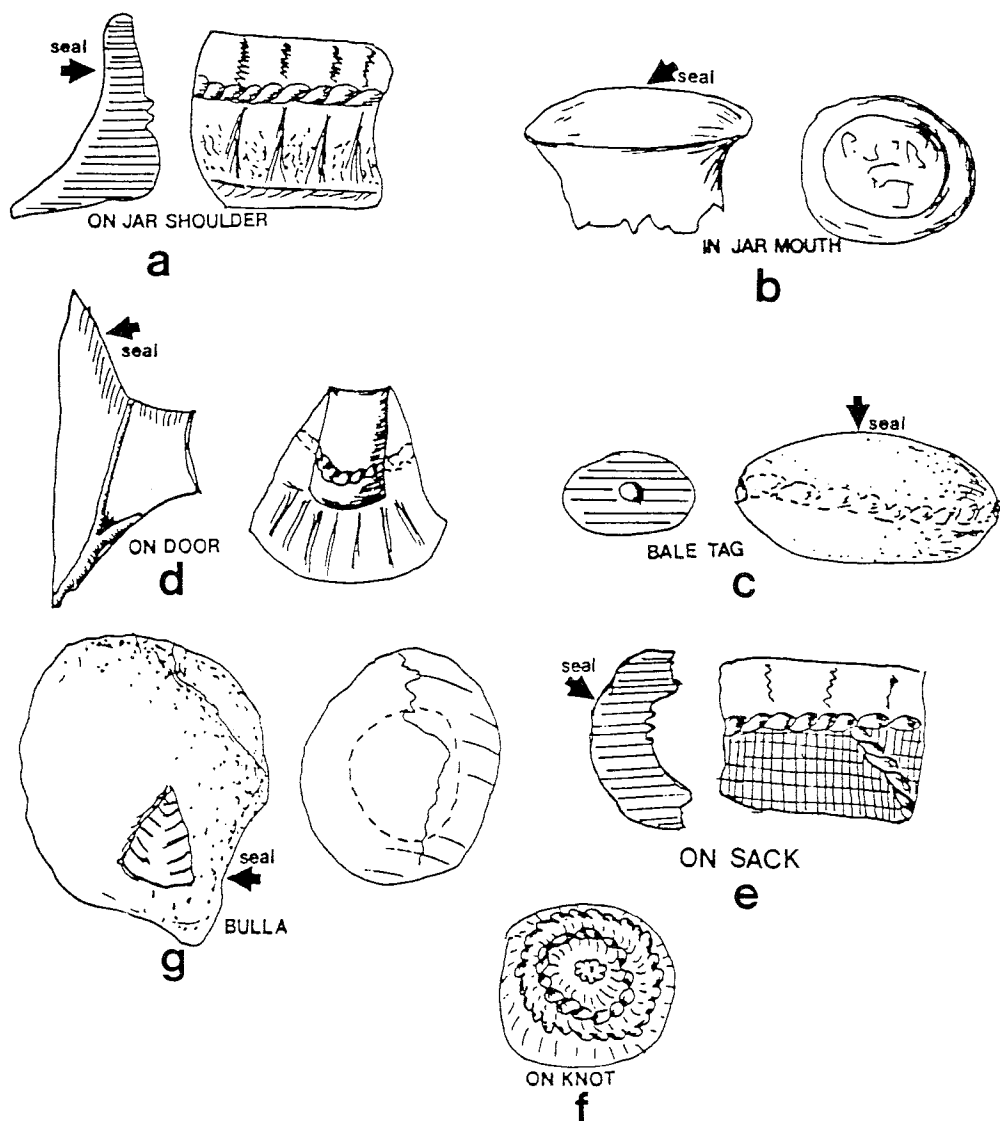 seal
ON JAR SHOULDER
a
seal
IN JAR MOUTH
b
seal
ON DOOR
d
seal
BALE TAG
c
seal
BULLA
g
seal
ON SACK
e
ON KNOT
f